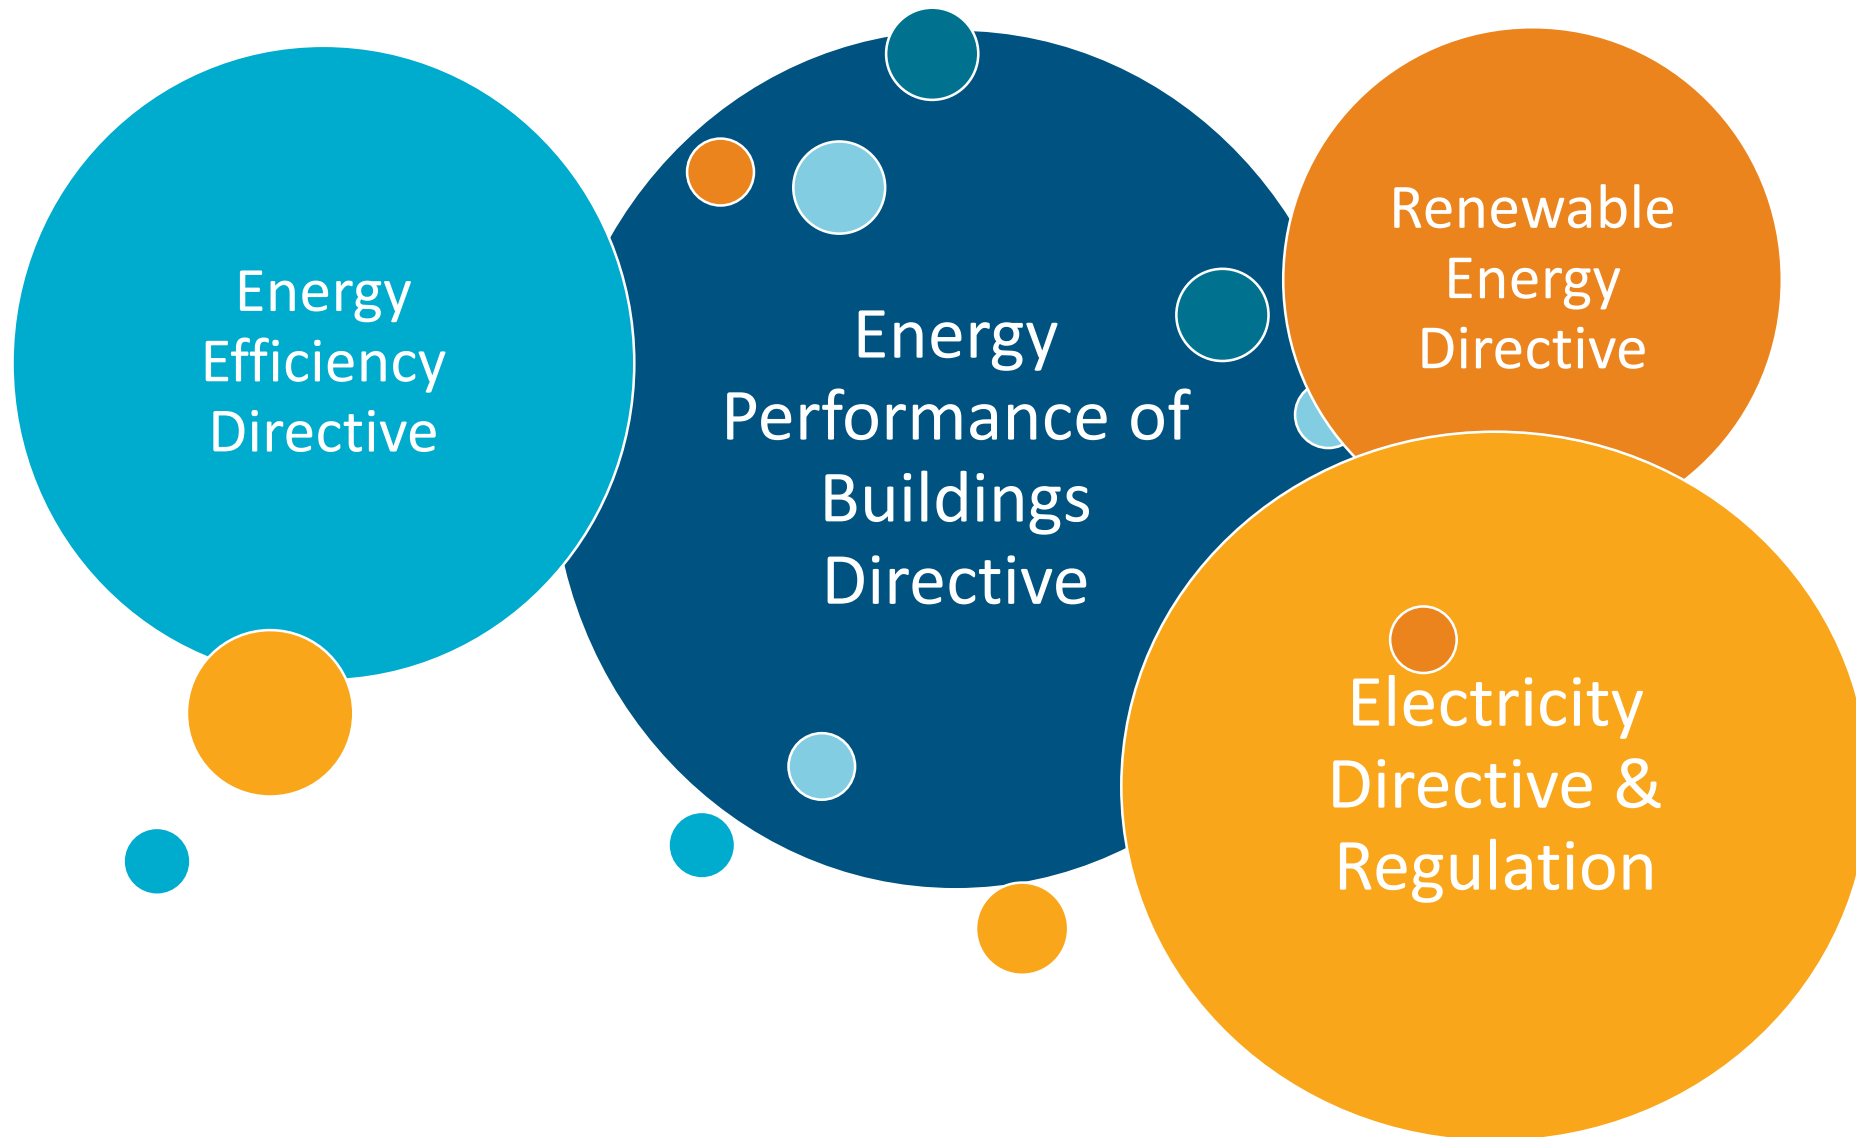 Energy
Efficiency
Directive
Energy
Performance of
Buildings
Directive
Renewable
Energy
Directive
Electricity
Directive &
Regulation